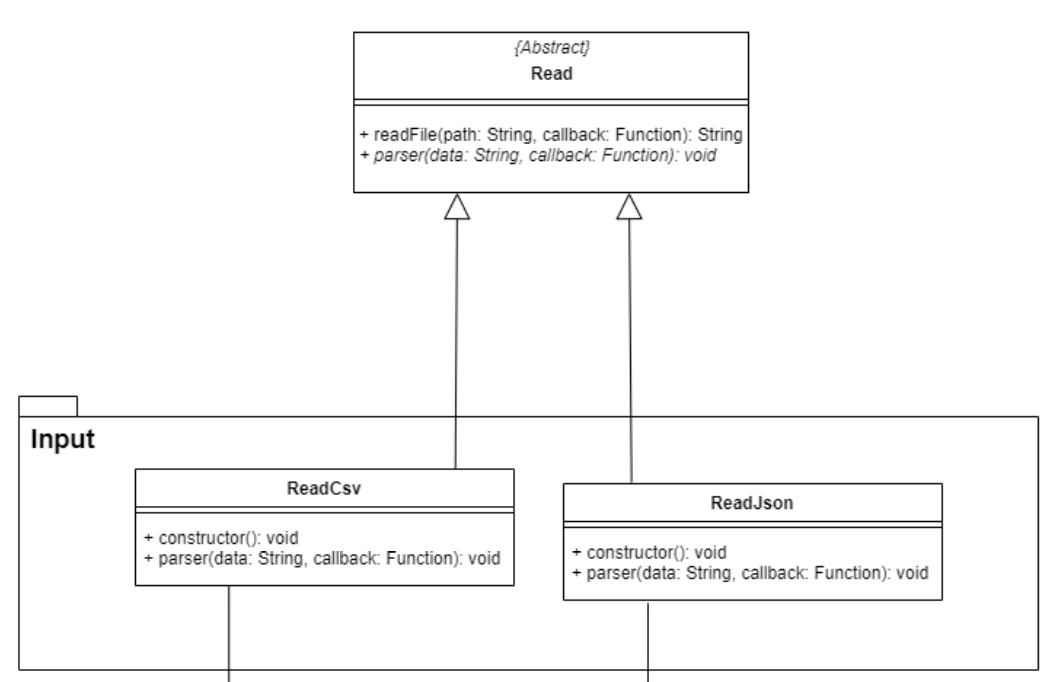 {Abstract}
Read
+ readFile(path: String, callback: Function): String
+ parser(data: String, callback: Function): void
Input
ReadCsv
+ constructor(): void
+ parser(data: String, callback: Function): void
ReadJson
+ constructor(): void
+ parser(data: String, callback: Function): void